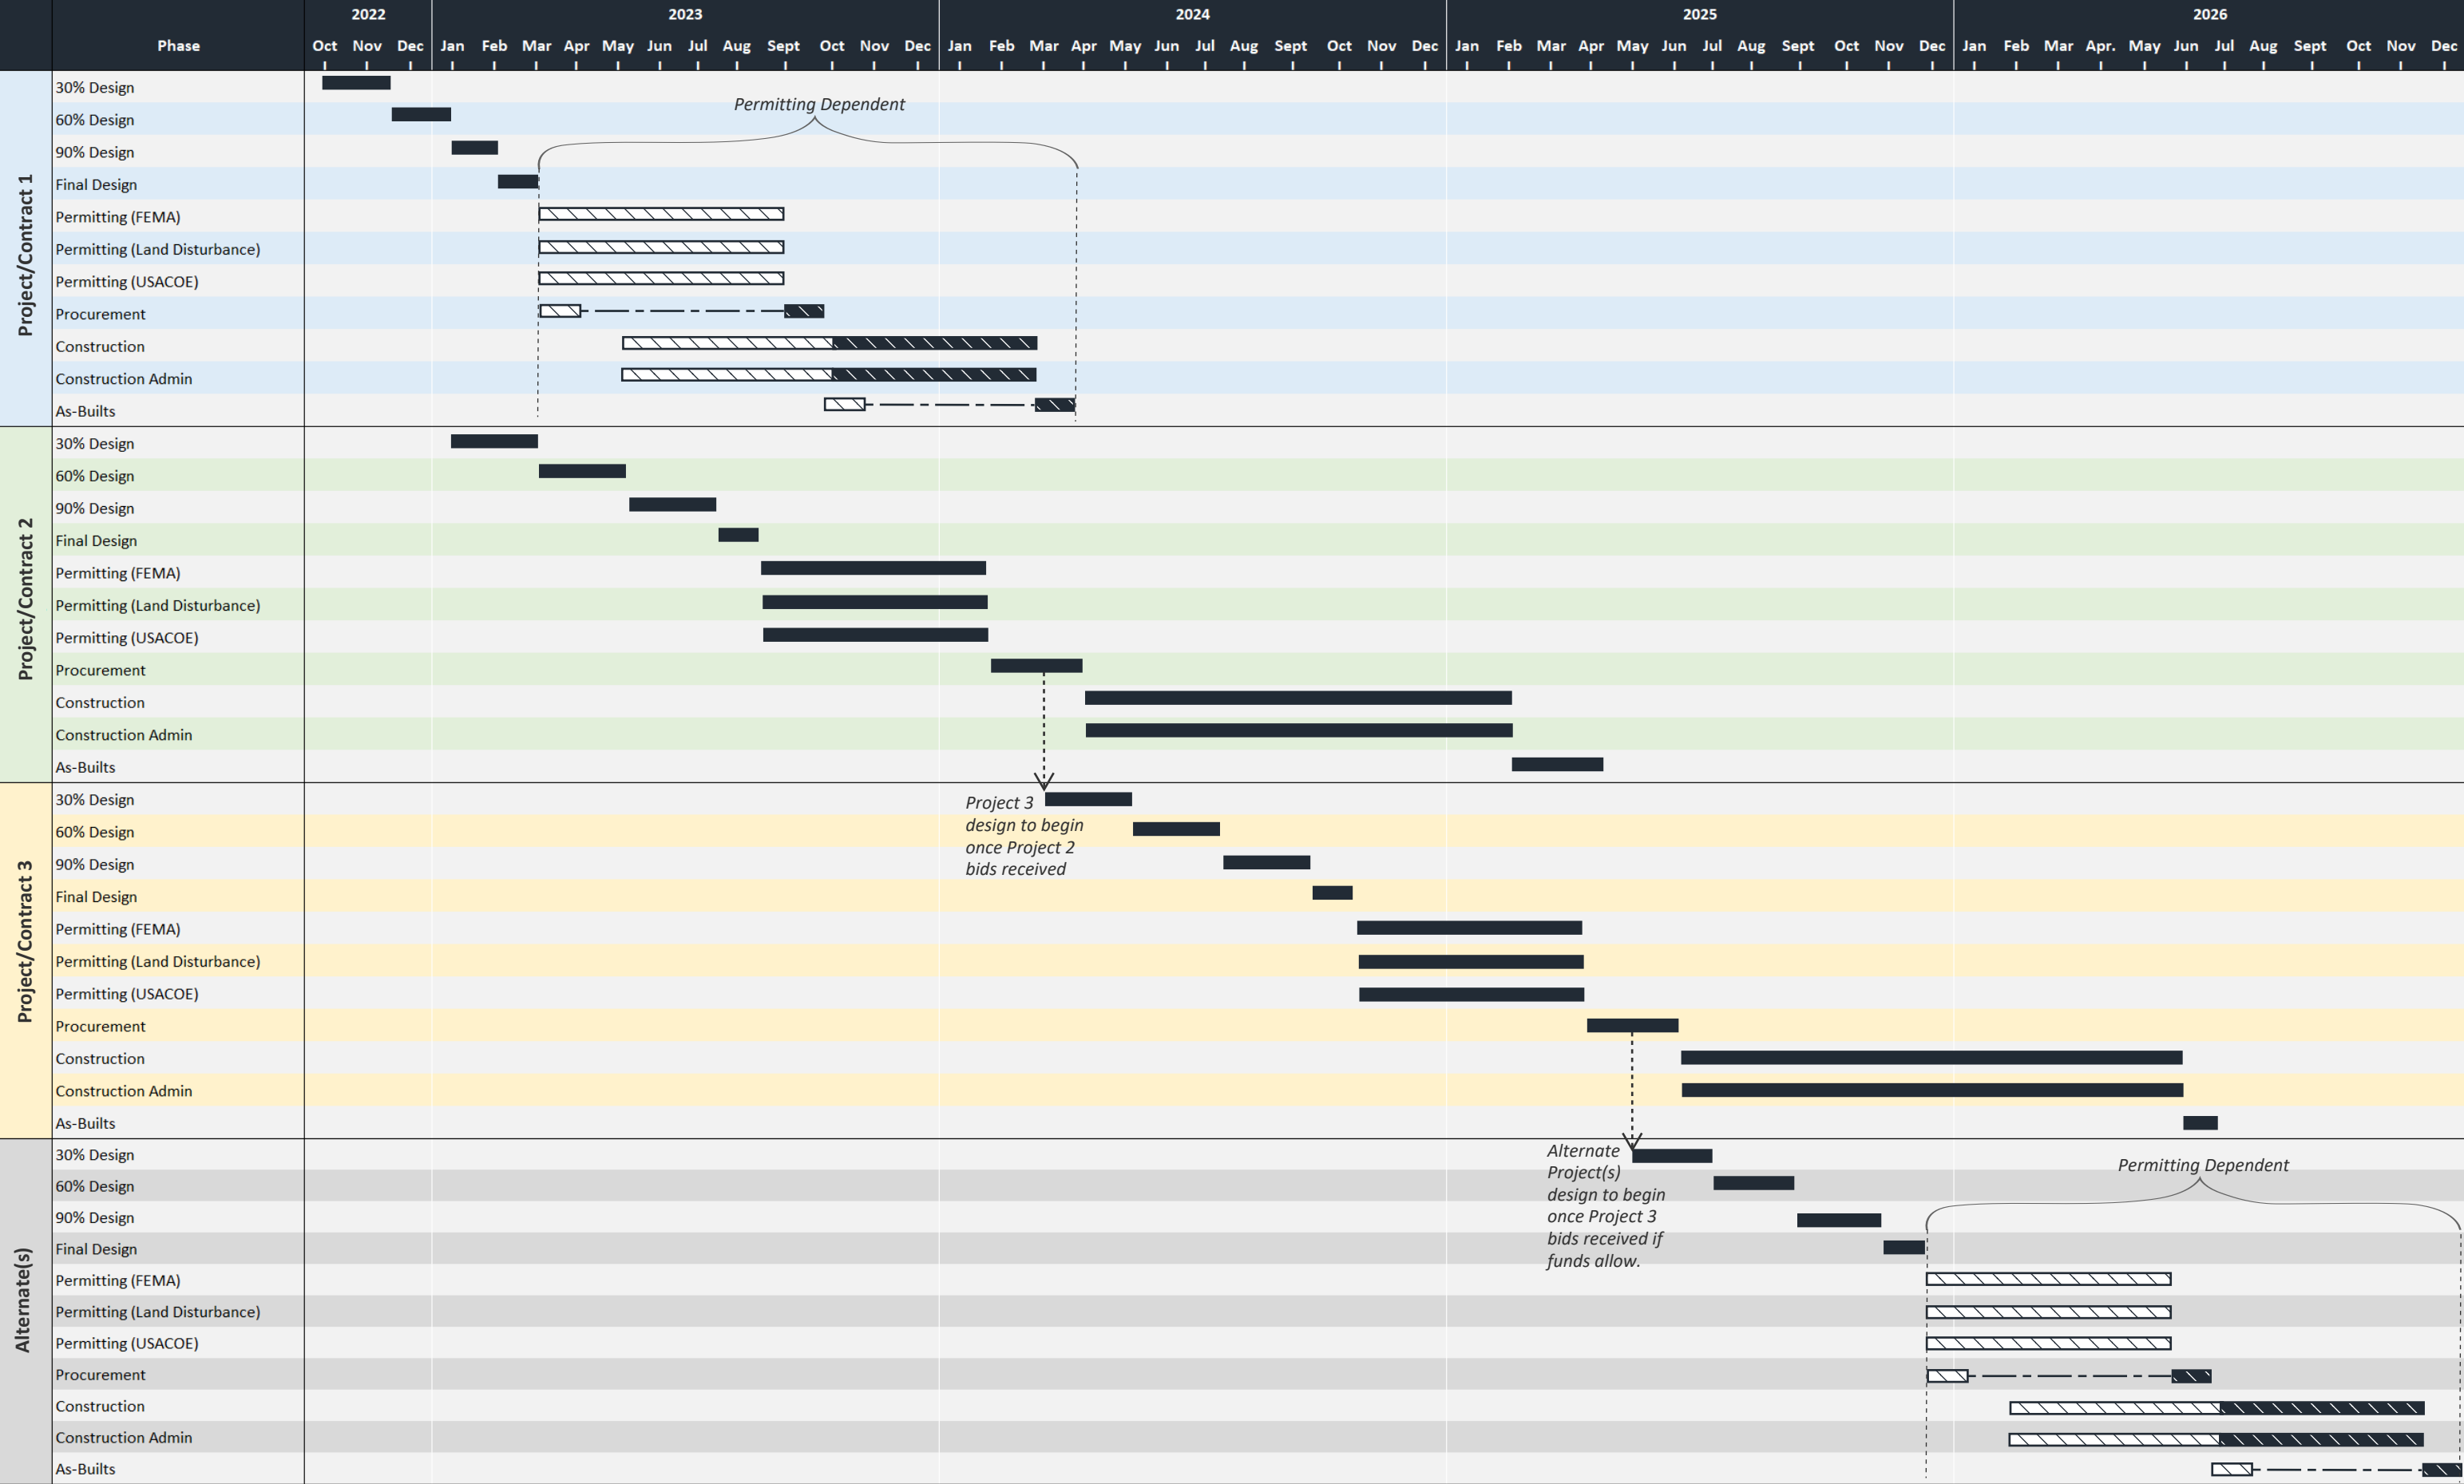 2022 2023 2024 2025 2026
Phase Oct Nov Dec Jan Feb Mar Apr May Jun Jul Aug Sept Oct Nov Dec Jan Feb Mar Apr May Jun Jul Aug Sept Oct Nov Dec Jan Feb Mar Apr May Jun Jul Aug Sept Oct Nov Dec Jan Feb Mar Apr. May Jun Jul Aug Sept Oct Nov Dec
Project/Contract 1
30% Design
Permitting Dependent
60% Design
90% Design
Final Design
Permitting (FEMA)
Permitting (Land Disturbance)
Permitting (USACOE)
Procurement
Construction
Construction Admin
As-Builts
Project/Contract 2
30% Design
60% Design
90% Design
Final Design
Permitting (FEMA)
Permitting (Land Disturbance)
Permitting (USACOE)
Procurement
Construction
Construction Admin
As-Builts
Project/Contract 3
30% Design
60% Design
90% Design
Final Design
Permitting (FEMA)
Permitting (Land Disturbance)
Permitting (USACOE)
Procurement
Construction
Construction Admin
As-Builts
Project 3
design to begin
once Project 2
bids received
Alternate(s)
30% Design
60% Design
90% Design
Final Design
Permitting (FEMA)
Permitting (Land Disturbance)
Permitting (USACOE)
Procurement
Construction
Construction Admin
As-Builts
Alternate
Project(s)
design to begin
once Project 3
bids received if
funds allow.
Permitting Dependent